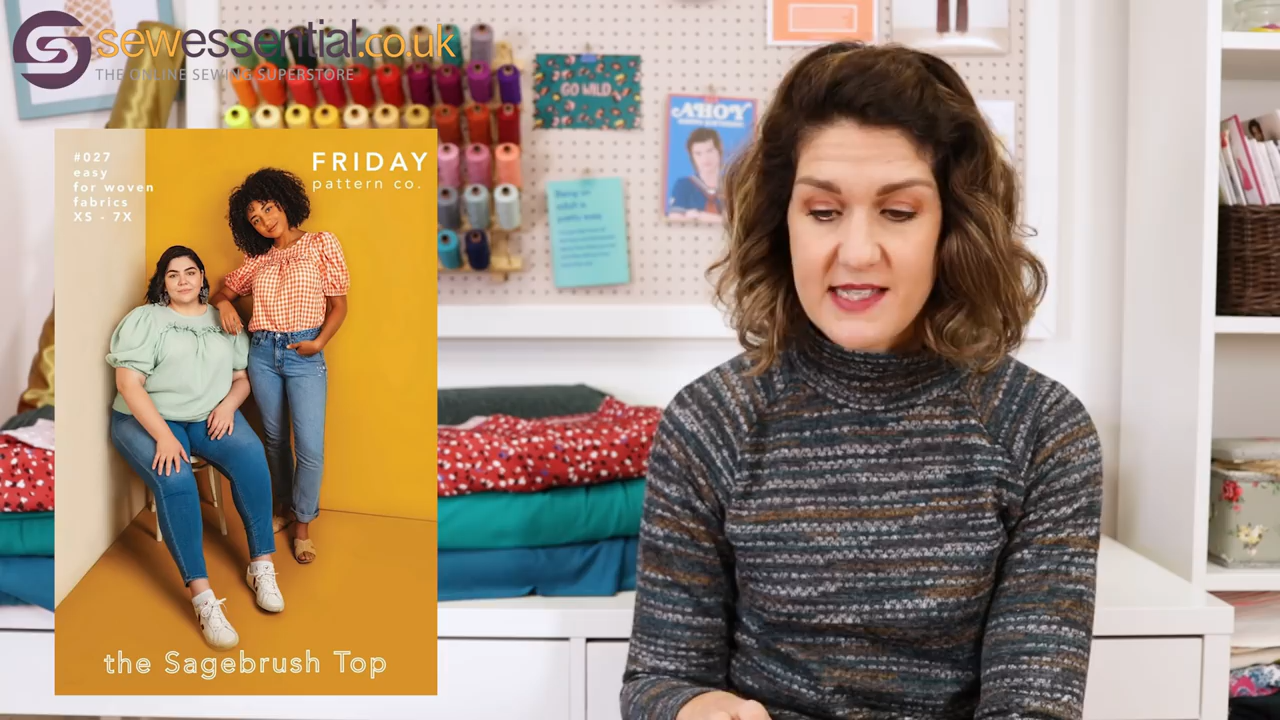 sewessential.co.uk
THE ONLINE SEWING SUPERSTORE
#027
easy
for woven
fabrics
XS - 7X
FRIDAY
pattern co.
the Sagebrush Top
GO WILD
AHOY